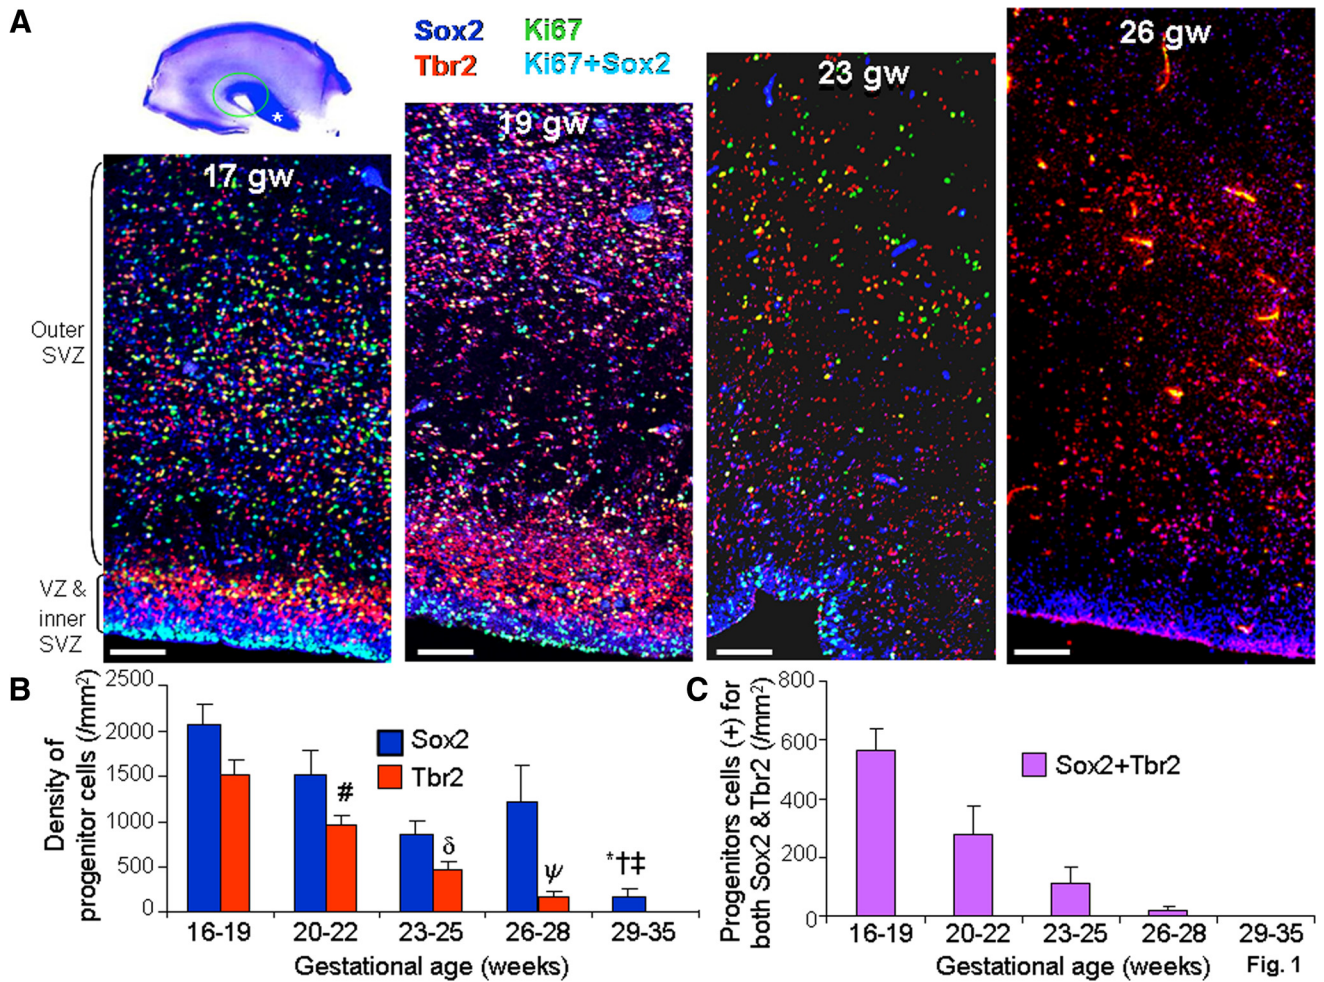 A
Sox2 Ki67
Tbr2 Ki67+Sox2
*
17 gw
19 gw
23 gw
26 gw
Outer
SVZ
VZ &
inner
SVZ
B
Density of
progenitor cells (/mm²)
2500
2000
1500
1000
500
0
Sox2
Tbr2
#
δ
ψ
*†‡
16-19 20-22 23-25 26-28 29-35
Gestational age (weeks)
C
Progenitors cells (+) for
both Sox2 &Tbr2 (/mm²)
800
600
400
200
0
Sox2+Tbr2
16-19 20-22 23-25 26-28 29-35
Gestational age (weeks) Fig. 1